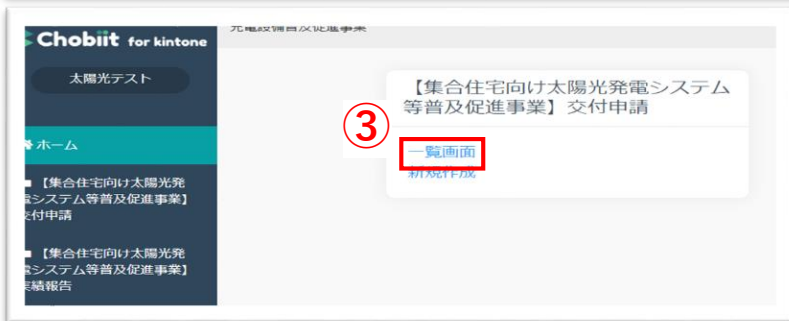 Chobiit for kintone
太陽光テスト
ホーム
【集合住宅向け太陽光発
電システム等普及促進事業】
交付申請
【集合住宅向け太陽光発
電システム等普及促進事業】
実績報告
充電設備普及促進事業
【集合住宅向け太陽光発電システム
等普及促進事業】交付申請
③
一覧画面
新規作成